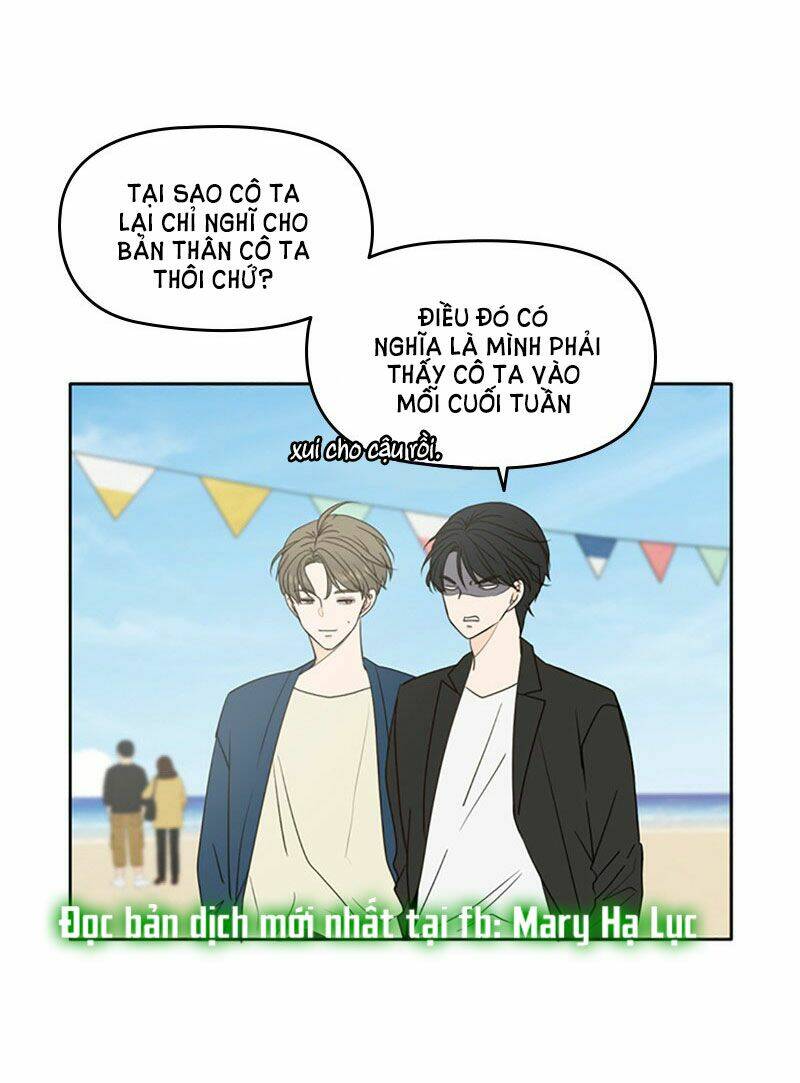 TẠI SAO CÔ TA
LẠI CHỈ NGHĨ CHO
BẢN THÂN CÔ TA
THÔI CHỨ?
ĐIỀU ĐÓ CÓ
NGHĨA LÀ MÌNH PHẢI
THẤY CÔ TA VÀO
MỖI CUỐI TUẦN
xui cho cậu rồi.
Đọc bản dịch mới nhất tại fb: Mary Hạ Lục